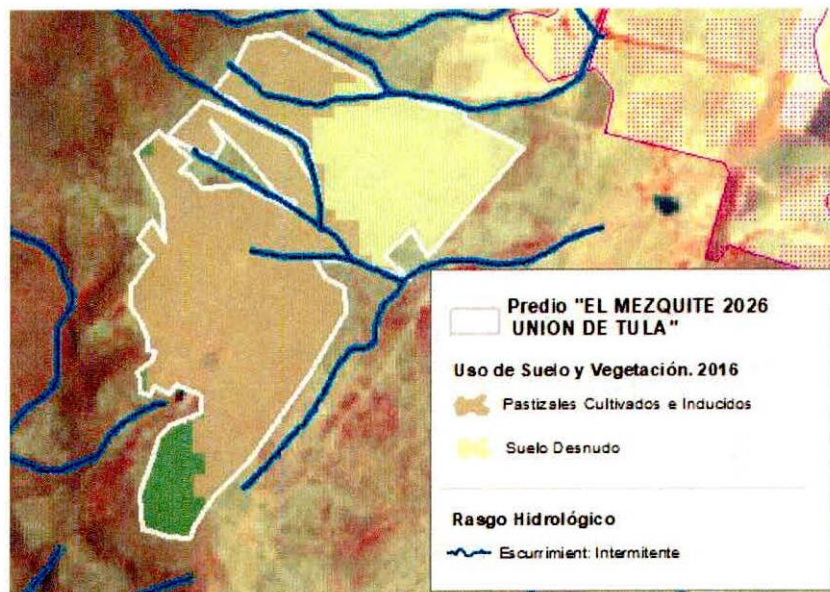 Predio "EL MEZQUITE 2026
UNION DE TULA"
Uso de Suelo y Vegetación. 2016
Pastizales Cultivados e Inducidos
Suelo Desnudo
Rasgo Hidrológico
Escurrimient: Intermitente